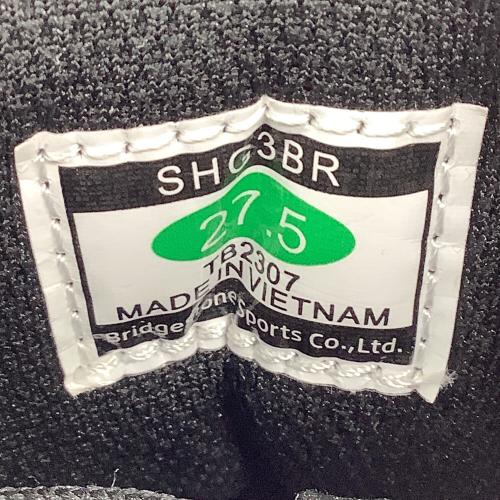 SHG3BR
27.5
TB2307
MADE IN VIETNAM
Bridgestone Sports Co.,Ltd.